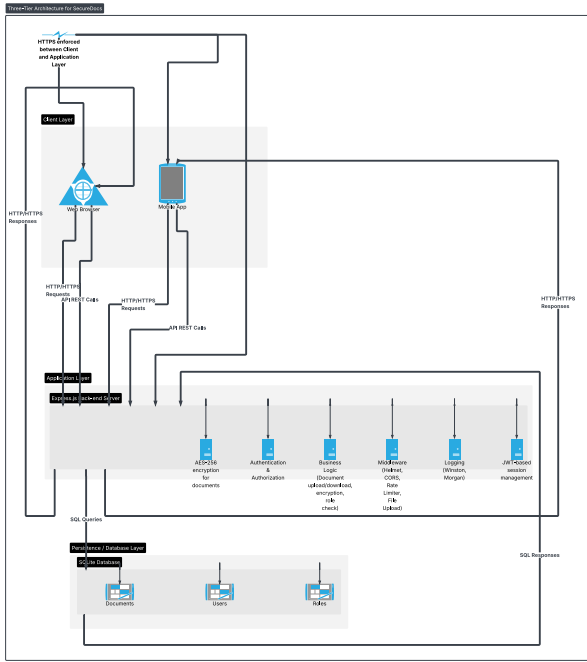 Three-Tier Architecture for SecureDocs
HTTPS enforced
between Client
and Application
Layer
Client Layer
Web Browser
Mobile App
HTTP/HTTPS
Responses
HTTP/HTTPS
Requests
API REST Calls
HTTP/HTTPS
Requests
API REST Calls
HTTP/HTTPS
Responses
Application Layer
Express.js Back-end Server
AES-256
encryption
for
documents
Authentication
&
Authorization
Business
Logic
(Document
upload/download,
encryption,
role
check)
Middleware
(Helmet,
CORS,
Rate
Limiter,
File
Upload)
Logging
(Winston,
Morgan)
JWT-based
session
management
SQL Queries
SQL Responses
Persistence / Database Layer
SQLite Database
Documents
Users
Roles